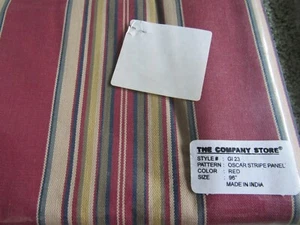 THE COMPANY STORE®
STYLE # : GI 23
PATTERN : OSCAR STRIPE PANEL
COLOR : RED
SIZE : 96"
MADE IN INDIA